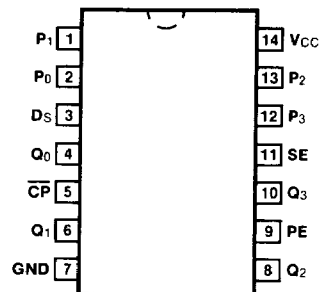 P1 1 14 VCC
P0 2 13 P2
DS 3 12 P3
Q0 4 11 SE
C̅P̅ 5 10 Q3
Q1 6 9 PE
GND 7 8 Q2